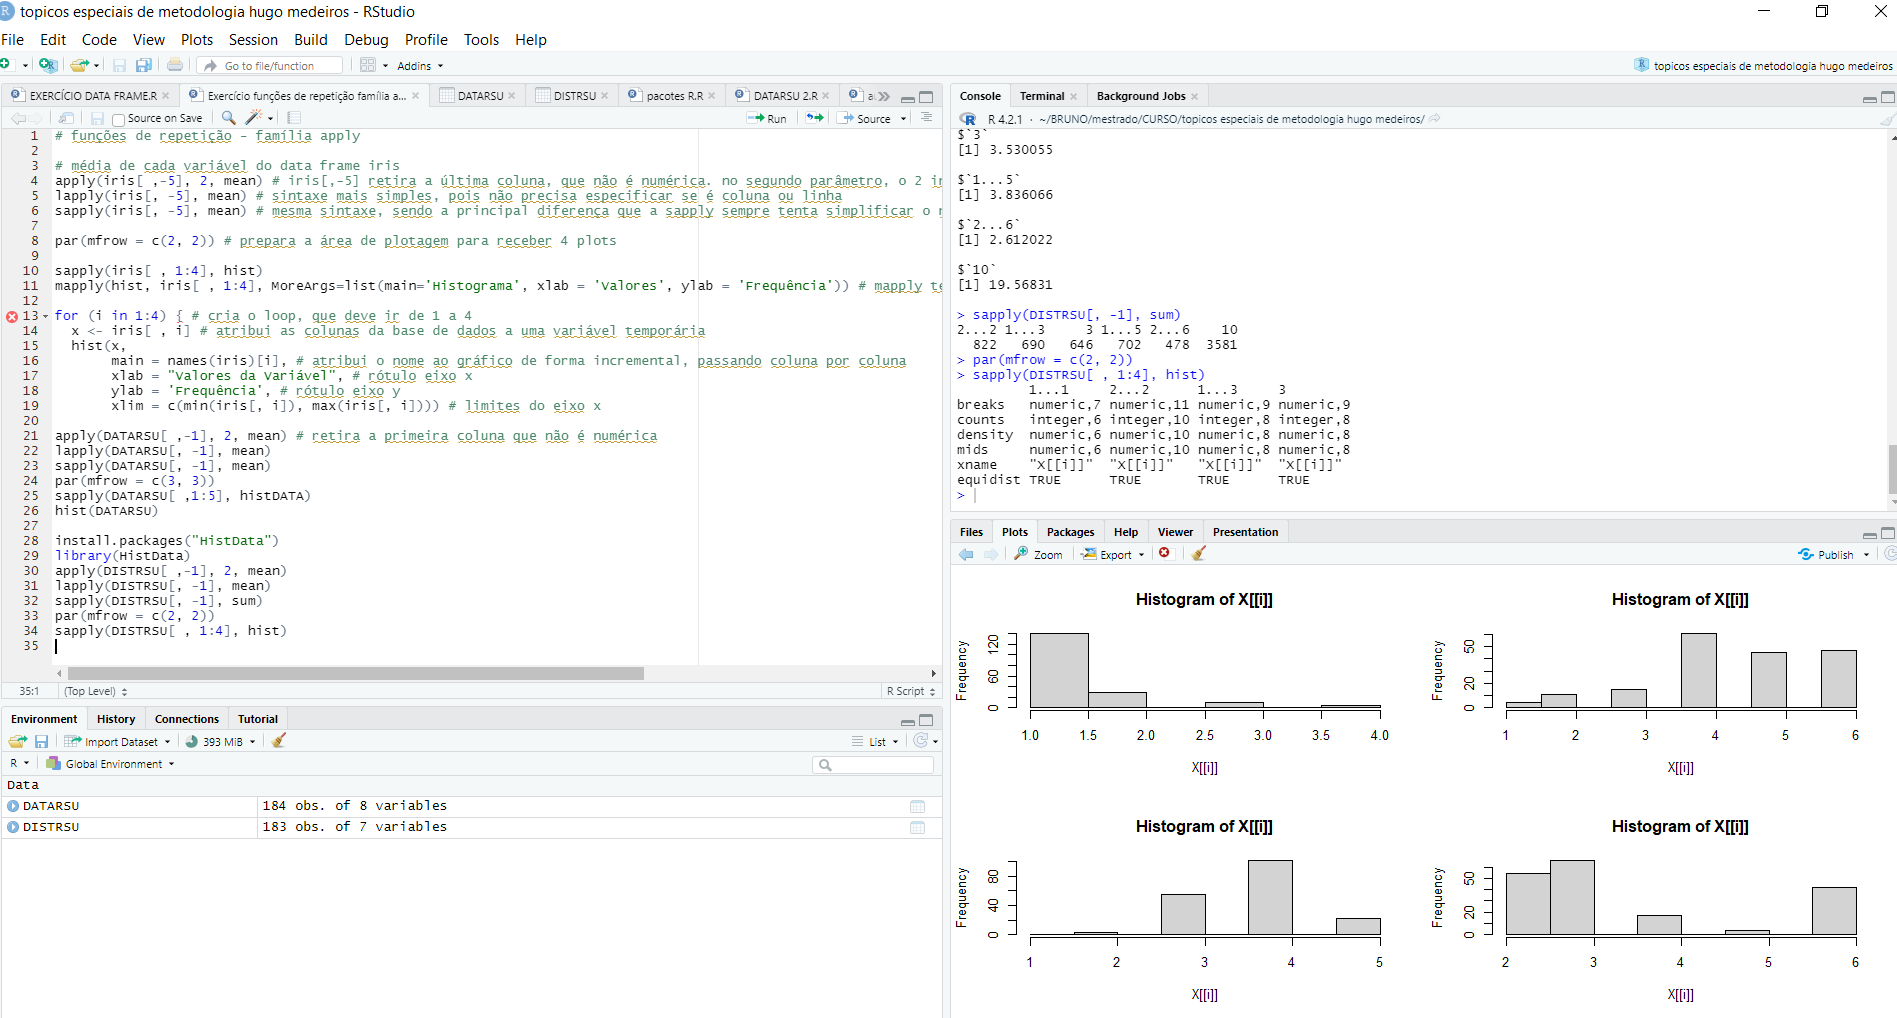 topicos especiais de metodologia hugo medeiros - RStudio
File Edit Code View Plots Session Build Debug Profile Tools Help
Go to file/function Addins topicos especiais de metodologia hugo medeiros
EXERCÍCIO DATA FRAME.R Exercício funções de repetição família a... DATARSU DISTRSU pacotes R.R DATARSU 2.R
Source on Save Run Source
1 # funções de repetição - família apply
2
3 # média de cada variável do data frame iris
4 apply(iris[ ,-5], 2, mean) # iris[,-5] retira a última coluna, que não é numérica. no segundo parâmetro, o 2 i
5 lapply(iris[, -5], mean) # sintaxe mais simples, pois não precisa especificar se é coluna ou linha
6 sapply(iris[, -5], mean) # mesma sintaxe, sendo a principal diferença que a sapply sempre tenta simplificar o
7
8 par(mfrow = c(2, 2)) # prepara a área de plotagem para receber 4 plots
9
10 sapply(iris[ , 1:4], hist)
11 mapply(hist, iris[ , 1:4], MoreArgs=list(main='Histograma', xlab = 'Valores', ylab = 'Frequência')) # mapply t
12
13 for (i in 1:4) { # cria o loop, que deve ir de 1 a 4
14 x <- iris[ , i] # atribui as colunas da base de dados a uma variável temporária
15 hist(x,
16 main = names(iris)[i], # atribui o nome ao gráfico de forma incremental, passando coluna por coluna
17 xlab = "Valores da Variável", # rótulo eixo x
18 ylab = 'Frequência', # rótulo eixo y
19 xlim = c(min(iris[, i]), max(iris[, i]))) # limites do eixo x
20
21 apply(DATARSU[ ,-1], 2, mean) # retira a primeira coluna que não é numérica
22 lapply(DATARSU[, -1], mean)
23 sapply(DATARSU[, -1], mean)
24 par(mfrow = c(3, 3))
25 sapply(DATARSU[ ,1:5], histDATA)
26 hist(DATARSU)
27
28 install.packages("HistData")
29 library(HistData)
30 apply(DISTRSU[ ,-1], 2, mean)
31 lapply(DISTRSU[, -1], mean)
32 sapply(DISTRSU[, -1], sum)
33 par(mfrow = c(2, 2))
34 sapply(DISTRSU[ , 1:4], hist)
35
35:1 (Top Level) R Script
Environment History Connections Tutorial
Import Dataset 393 MiB List
R Global Environment
Data
DATARSU 184 obs. of 8 variables
DISTRSU 183 obs. of 7 variables
Console Terminal Background Jobs
R 4.2.1 · ~/BRUNO/mestrado/CURSO/topicos especiais de metodologia hugo medeiros/
$`3`
[1] 3.530055
$`1...5`
[1] 3.836066
$`2...6`
[1] 2.612022
$`10`
[1] 19.56831
> sapply(DISTRSU[, -1], sum)
2...2 1...3 3 1...5 2...6 10
822 690 646 702 478 3581
> par(mfrow = c(2, 2))
> sapply(DISTRSU[ , 1:4], hist)
1...1 2...2 1...3 3
breaks numeric,7 numeric,11 numeric,9 numeric,9
counts integer,6 integer,10 integer,8 integer,8
density numeric,6 numeric,10 numeric,8 numeric,8
mids numeric,6 numeric,10 numeric,8 numeric,8
xname "X[[i]]" "X[[i]]" "X[[i]]" "X[[i]]"
equidist TRUE TRUE TRUE TRUE
>
Files Plots Packages Help Viewer Presentation
Zoom Export Publish
Histogram of X[[i]]
Frequency
0 60 120
1.0 1.5 2.0 2.5 3.0 3.5 4.0
X[[i]]
Histogram of X[[i]]
Frequency
0 20 50
1 2 3 4 5 6
X[[i]]
Histogram of X[[i]]
Frequency
0 40 80
1 2 3 4 5
X[[i]]
Histogram of X[[i]]
Frequency
0 20 50
2 3 4 5 6
X[[i]]